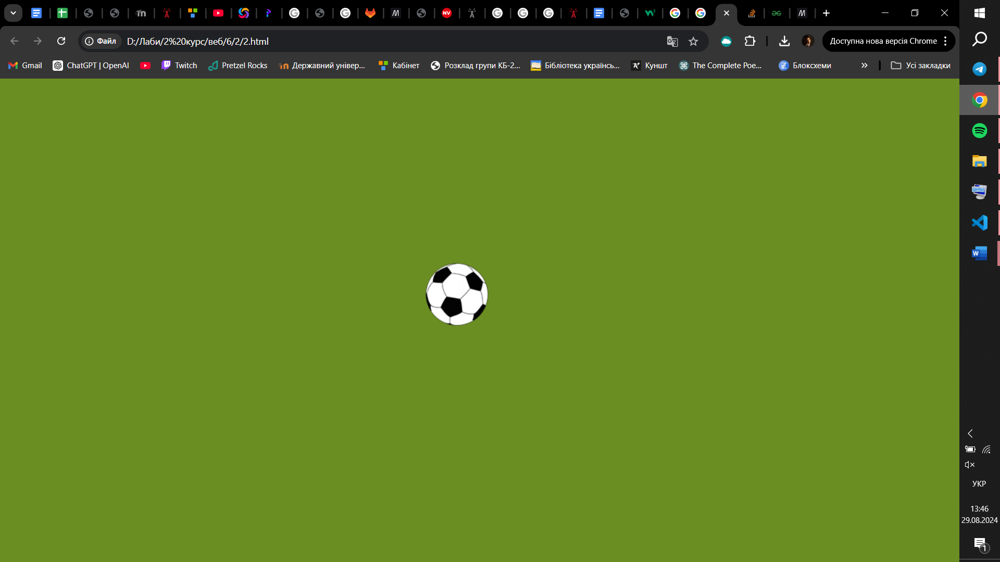 NV
Файл
D:/Лаби/2%20курс/веб/6/2/2.html
Доступна нова версія Chrome
Gmail
ChatGPT | OpenAI
Twitch
Pretzel Rocks
Державний універ...
Кабінет
Розклад групи КБ-2...
Бібліотека українсь...
Куншт
The Complete Poe...
Блоксхеми
Усі закладки
W
УКР
13:46
29.08.2024
1